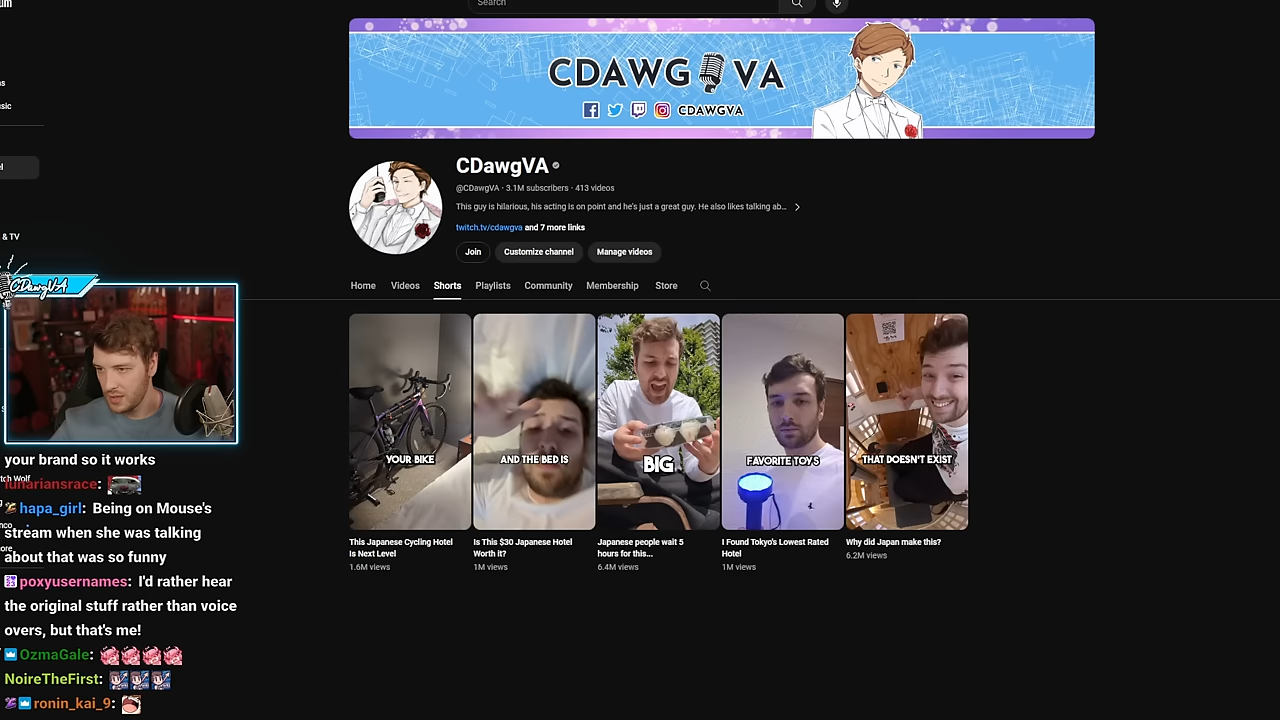 Search
CDAWG VA
CDAWGVA
CDawgVA
@CDawgVA · 3.1M subscribers · 413 videos
This guy is hilarious, his acting is on point and he's just a great guy. He also likes talking ab...
twitch.tv/cdawgva and 7 more links
Join
Customize channel
Manage videos
& TV
Home
Videos
Shorts
Playlists
Community
Membership
Store
CDawgVA
YOUR BIKE
AND THE BED IS
BIG
FAVORITE TOYS
THAT DOESN'T EXIST
This Japanese Cycling Hotel
Is Next Level
1.6M views
Is This $30 Japanese Hotel
Worth it?
1M views
Japanese people wait 5
hours for this...
6.4M views
I Found Tokyo's Lowest Rated
Hotel
1M views
Why did Japan make this?
6.2M views
your brand so it works
lunariansrace:
hapa_girl: Being on Mouse's
stream when she was talking
about that was so funny
poxyusernames: I'd rather hear
the original stuff rather than voice
overs, but that's me!
OzmaGale:
NoireTheFirst:
ronin_kai_9: